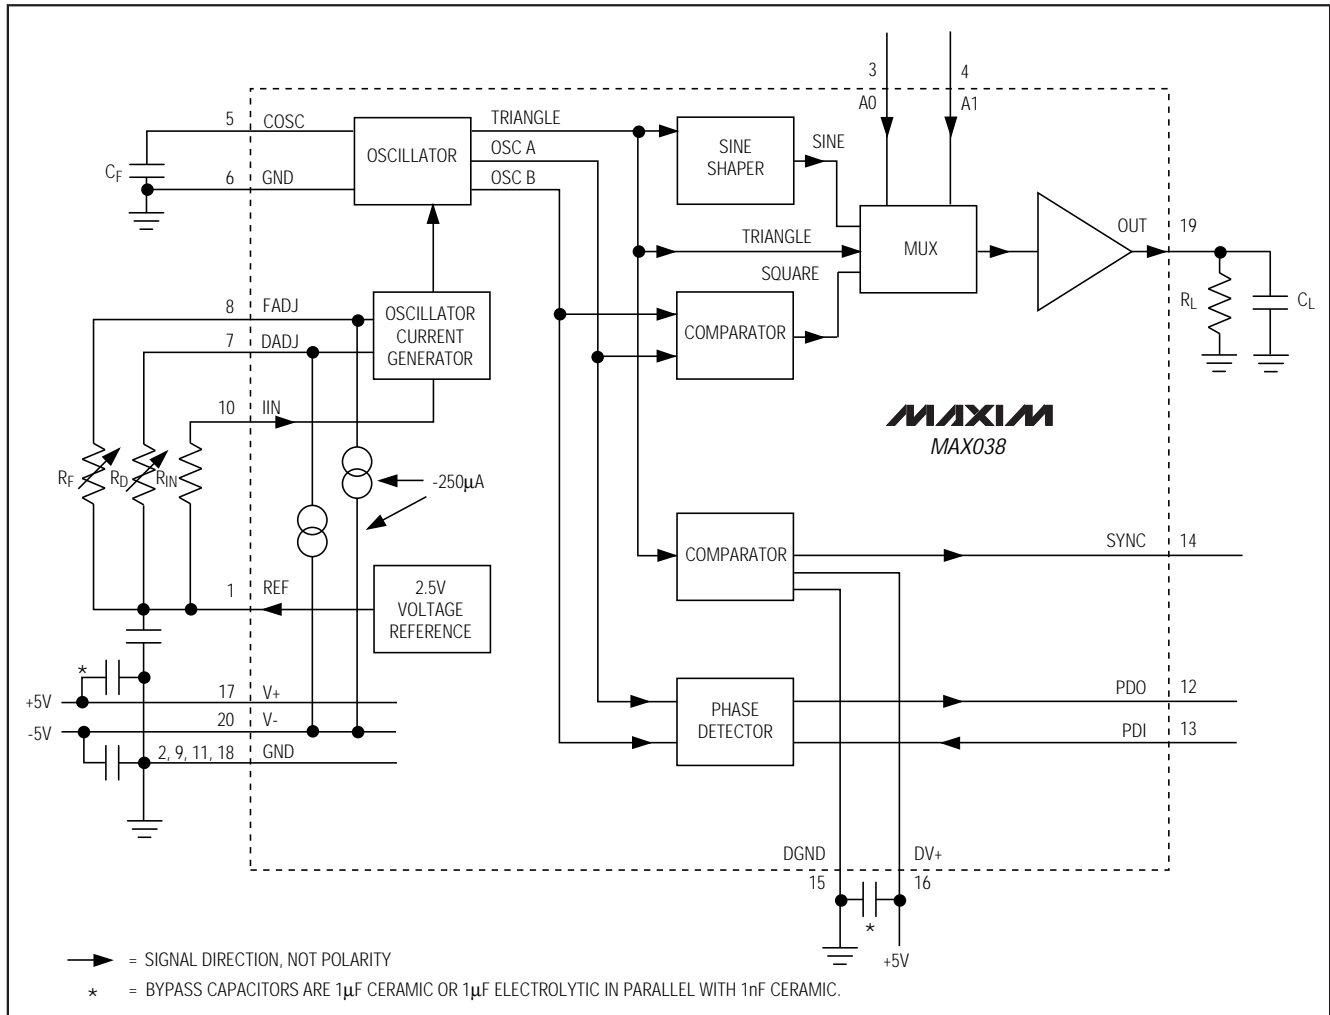 3
4
A0
A1
5
COSC
TRIANGLE
OSCILLATOR
OSC A
OSC B
SINE
SHAPER
SINE
CF
6
GND
TRIANGLE
MUX
OUT
19
SQUARE
RL
CL
8
FADJ
OSCILLATOR
CURRENT
GENERATOR
COMPARATOR
7
DADJ
10
IIN
MAXIM
MAX038
RF
RD
RIN
-250µA
COMPARATOR
SYNC
14
1
REF
2.5V
VOLTAGE
REFERENCE
*
+5V
17
V+
-5V
20
V-
2, 9, 11, 18
GND
PHASE
DETECTOR
PDO
12
PDI
13
DGND
DV+
15
16
*
+5V
= SIGNAL DIRECTION, NOT POLARITY
* = BYPASS CAPACITORS ARE 1µF CERAMIC OR 1µF ELECTROLYTIC IN PARALLEL WITH 1nF CERAMIC.